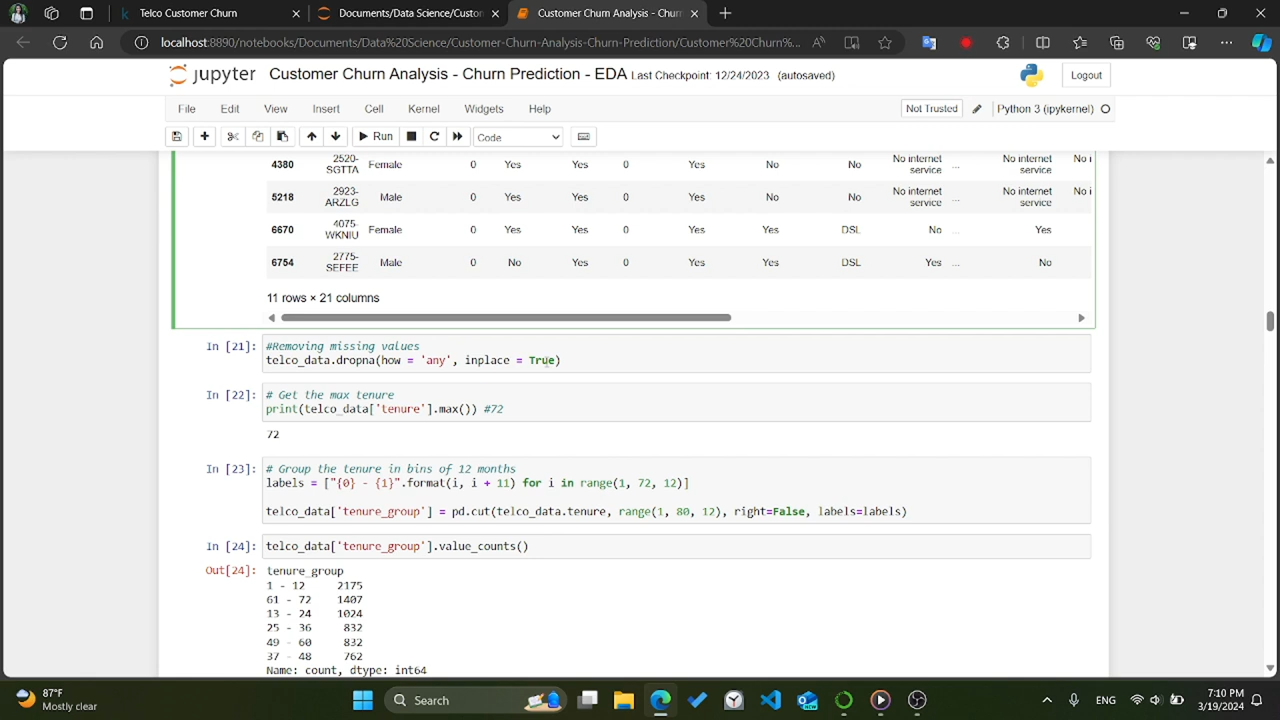 Telco Customer Churn
Documents/Data Science/Custon
Customer Churn Analysis - Churn
localhost:8890/notebooks/Documents/Data%20Science/Customer-Churn-Analysis-Churn-Prediction/Customer%20Churn%...
jupyter Customer Churn Analysis - Churn Prediction - EDA Last Checkpoint: 12/24/2023 (autosaved)
Logout
File Edit View Insert Cell Kernel Widgets Help
Not Trusted Python 3 (ipykernel)
Run Code
4380 2520-SGTTA Female 0 Yes Yes 0 Yes No No No internet service ... No internet service No i
5218 2923-ARZLG Male 0 Yes Yes 0 Yes No No No internet service ... No internet service No i
6670 4075-WKNIU Female 0 Yes Yes 0 Yes Yes DSL No ... Yes
6754 2775-SEFEE Male 0 No Yes 0 Yes Yes DSL Yes ... No
11 rows × 21 columns
In [21]: #Removing missing values
telco_data.dropna(how = 'any', inplace = True)
In [22]: # Get the max tenure
print(telco_data['tenure'].max()) #72
72
In [23]: # Group the tenure in bins of 12 months
labels = ["{0} - {1}".format(i, i + 11) for i in range(1, 72, 12)]
telco_data['tenure_group'] = pd.cut(telco_data.tenure, range(1, 80, 12), right=False, labels=labels)
In [24]: telco_data['tenure_group'].value_counts()
Out[24]: tenure_group
1 - 12 2175
61 - 72 1407
13 - 24 1024
25 - 36 832
49 - 60 832
37 - 48 762
Name: count, dtype: int64
87°F
Mostly clear
Search
ENG
7:10 PM
3/19/2024